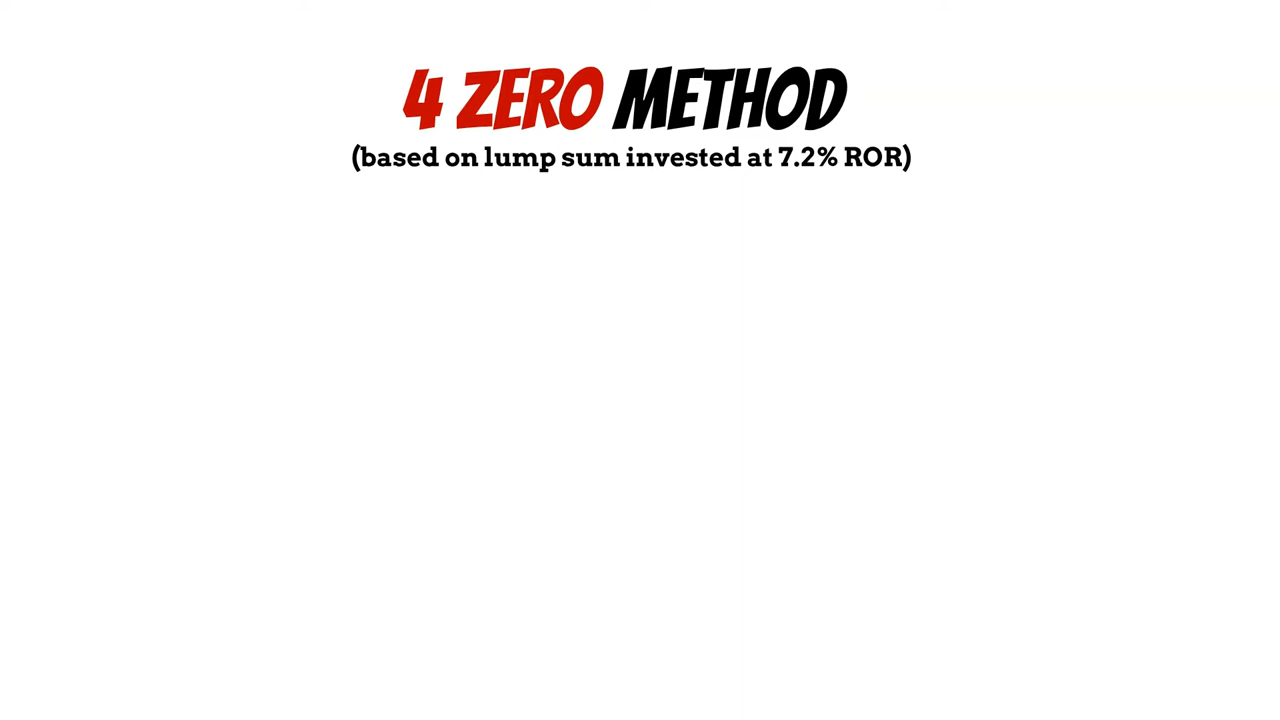 4 ZERO METHOD
(based on lump sum invested at 7.2% ROR)